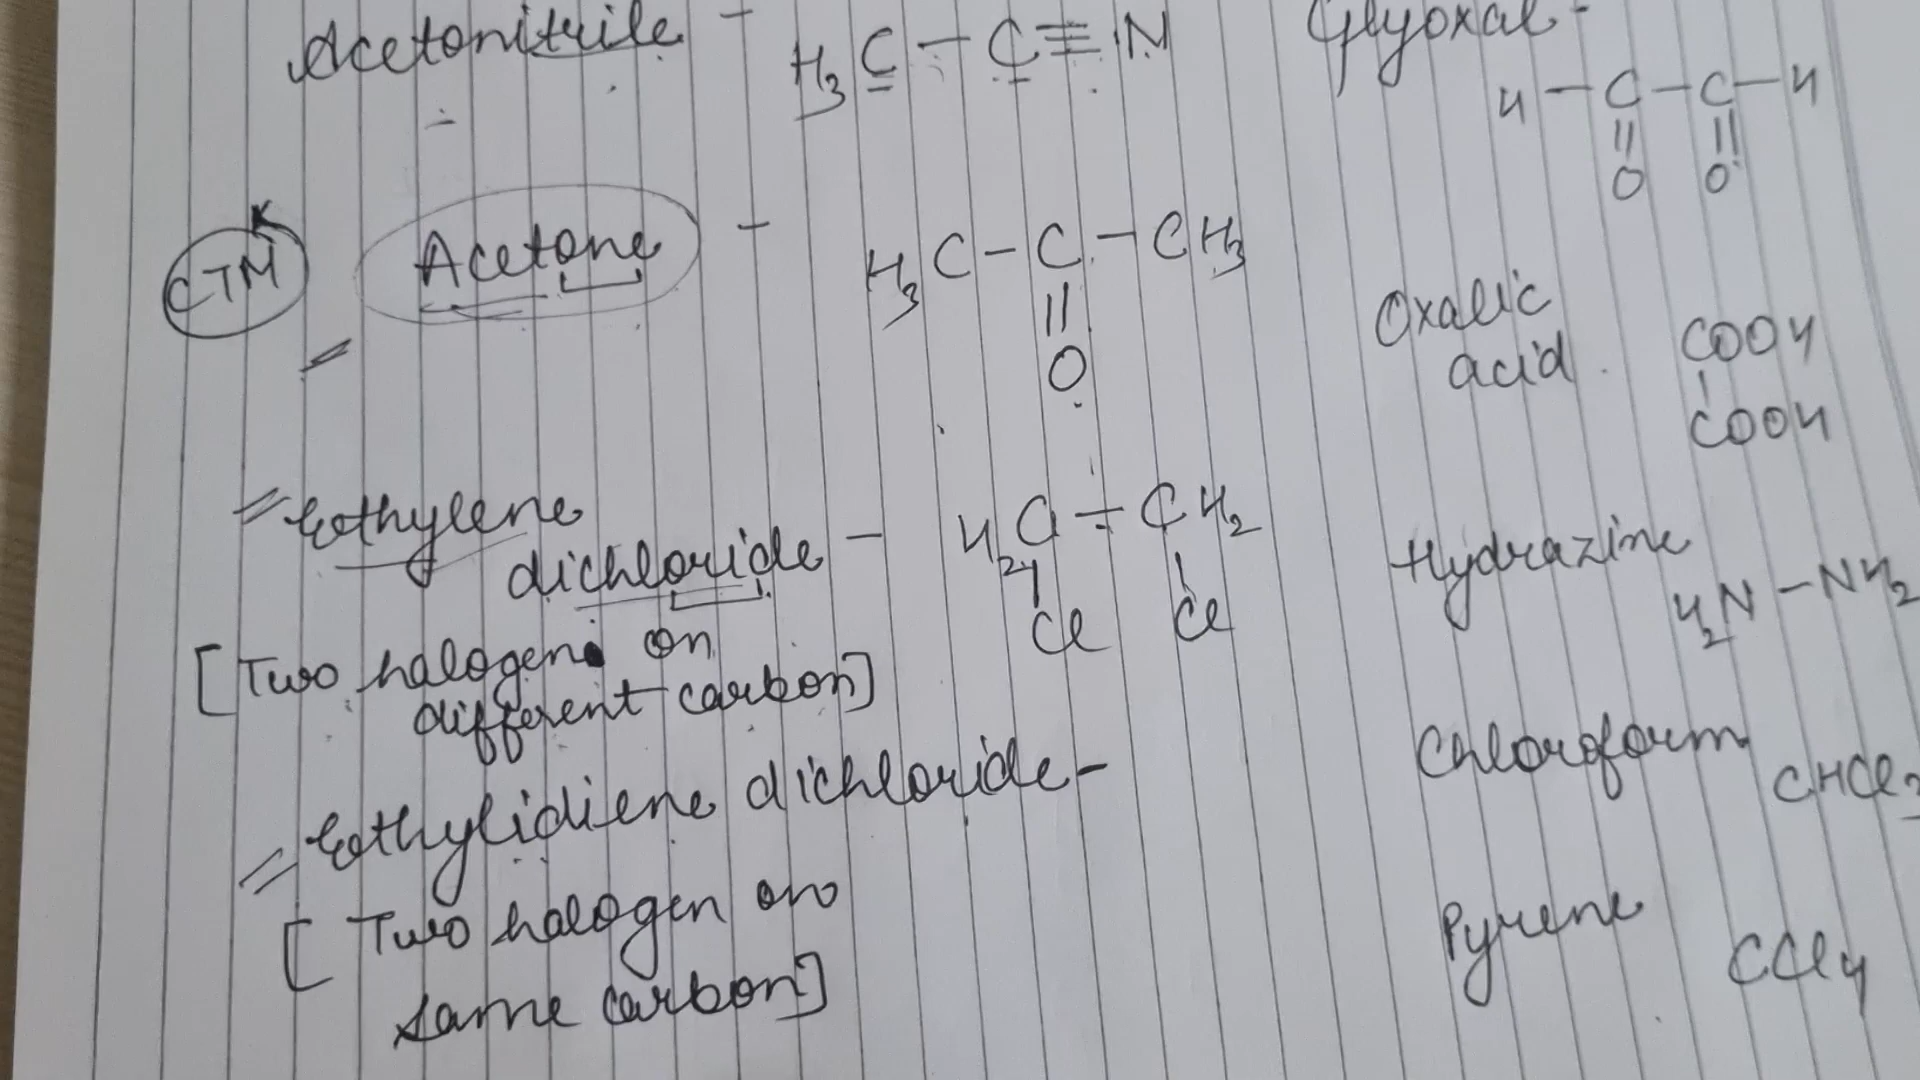 Acetonitrile - H3C - C≡N
CTM
K
Acetone - H3C - C - CH3
||
O
Ethylene
dichloride - H2C - CH2
Cl Cl
[Two halogen on
different carbon]
Ethylidiene dichloride -
[Two halogen on
same carbon]
Glyoxal -
H - C - C - H
|| ||
O O
Oxalic
acid
COOH
|
COOH
Hydrazine
H2N - NH2
Chloroform
CHCl3
Pyrene
CCl4